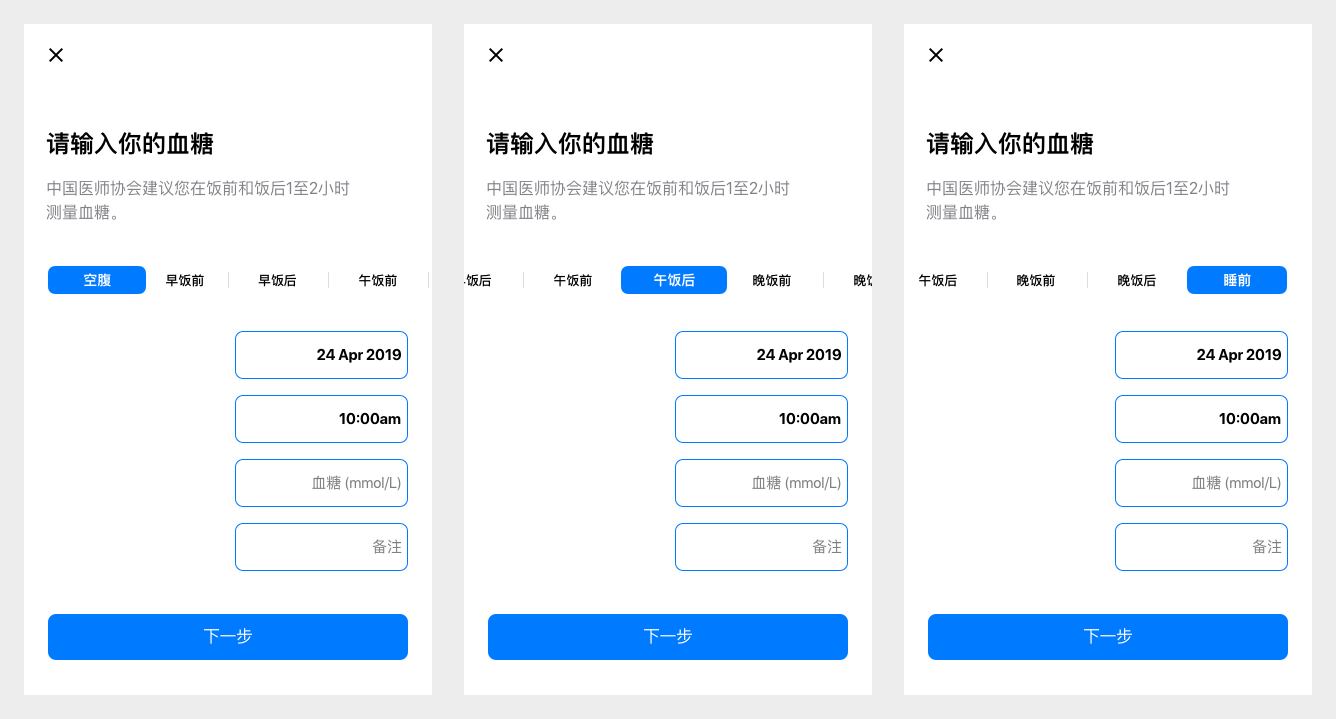 请输入你的血糖
中国医师协会建议您在饭前和饭后1至2小时
测量血糖。
空腹 早饭前 早饭后 午饭前
24 Apr 2019
10:00am
血糖 (mmol/L)
备注
下一步
请输入你的血糖
中国医师协会建议您在饭前和饭后1至2小时
测量血糖。
饭后 午饭前 午饭后 晚饭前 晚
24 Apr 2019
10:00am
血糖 (mmol/L)
备注
下一步
请输入你的血糖
中国医师协会建议您在饭前和饭后1至2小时
测量血糖。
午饭后 晚饭前 晚饭后 睡前
24 Apr 2019
10:00am
血糖 (mmol/L)
备注
下一步